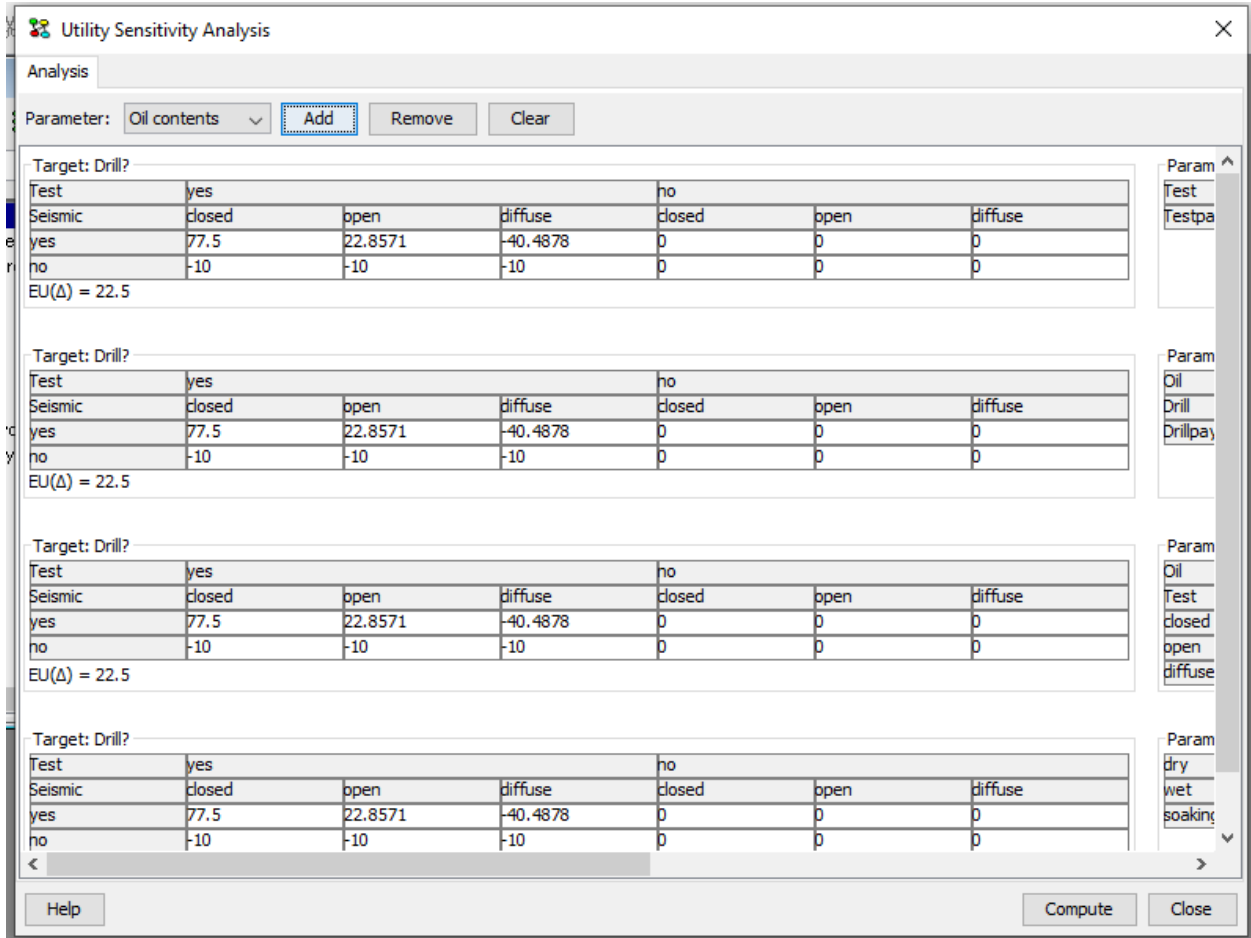 Utility Sensitivity Analysis
Analysis
Parameter: Oil contents Add Remove Clear
Target: Drill? Param
Test yes no Test
Seismic closed open diffuse closed open diffuse Testpa
yes 77.5 22.8571 -40.4878 0 0 0
no -10 -10 -10 0 0 0
EU(Δ) = 22.5
Target: Drill? Param
Test yes no Oil
Seismic closed open diffuse closed open diffuse Drill
yes 77.5 22.8571 -40.4878 0 0 0 Drillpay
no -10 -10 -10 0 0 0
EU(Δ) = 22.5
Target: Drill? Param
Test yes no Oil
Seismic closed open diffuse closed open diffuse Test
yes 77.5 22.8571 -40.4878 0 0 0 closed
no -10 -10 -10 0 0 0 open
EU(Δ) = 22.5 diffuse
Target: Drill? Param
Test yes no dry
Seismic closed open diffuse closed open diffuse wet
yes 77.5 22.8571 -40.4878 0 0 0 soaking
no -10 -10 -10 0 0 0
Help Compute Close